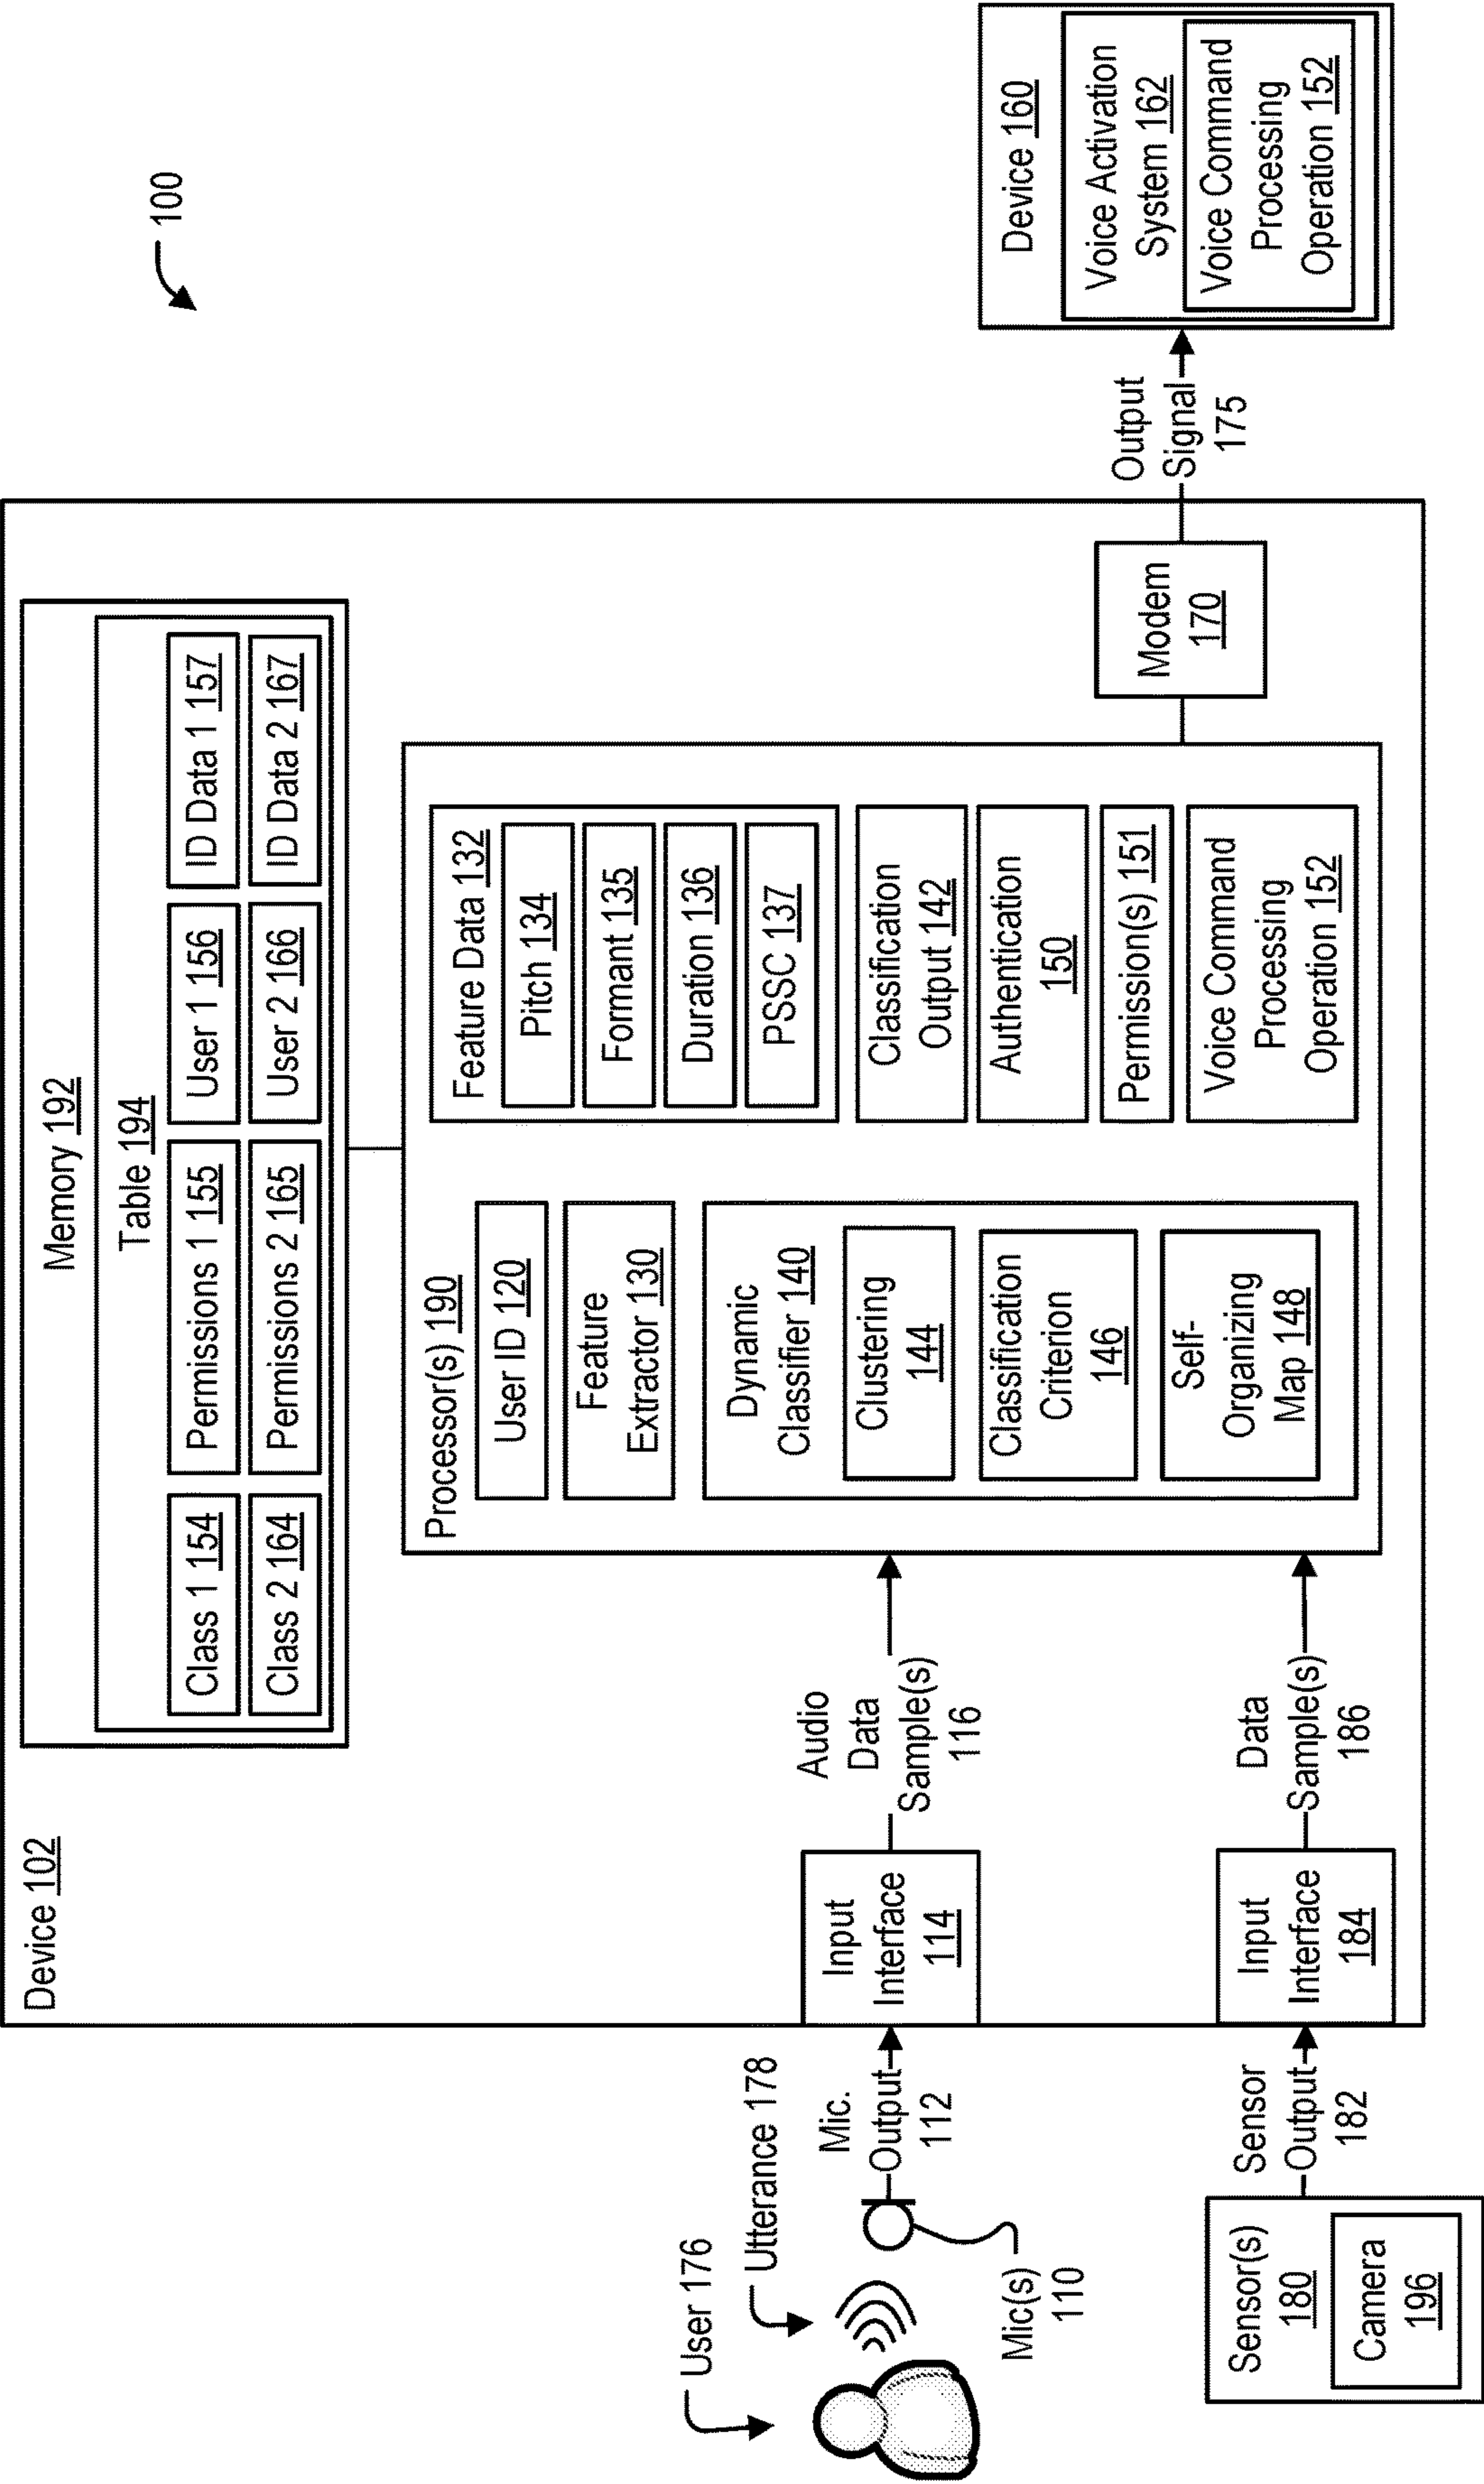 100
Device 102
Memory 192
Table 194
Class 1 154
Permissions 1 155
User 1 156
ID Data 1 157
Class 2 164
Permissions 2 165
User 2 166
ID Data 2 167
Processor(s) 190
User ID 120
Feature
Extractor 130
Dynamic
Classifier 140
Clustering
144
Classification
Criterion
146
Self-
Organizing
Map 148
Feature Data 132
Pitch 134
Formant 135
Duration 136
PSSC 137
Classification
Output 142
Authentication
150
Permission(s) 151
Voice Command
Processing
Operation 152
User 176
Utterance 178
Mic(s)
110
Mic.
Output
112
Input
Interface
114
Audio
Data
Sample(s)
116
Sensor(s)
180
Camera
196
Sensor
Output
182
Input
Interface
184
Data
Sample(s)
186
Modem
170
Output
Signal
175
Device 160
Voice Activation
System 162
Voice Command
Processing
Operation 152